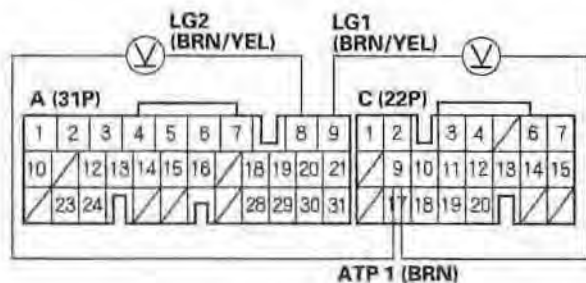 LG2
(BRN/YEL)
LG1
(BRN/YEL)
V
V
A (31P)
C (22P)
1 2 3 4 5 6 7 8 9
1 2 3 4 6 7
10 12 13 14 15 16 18 19 20 21
9 10 11 12 13 14 15
23 24 28 29 30 31
17 18 19 20
ATP 1 (BRN)